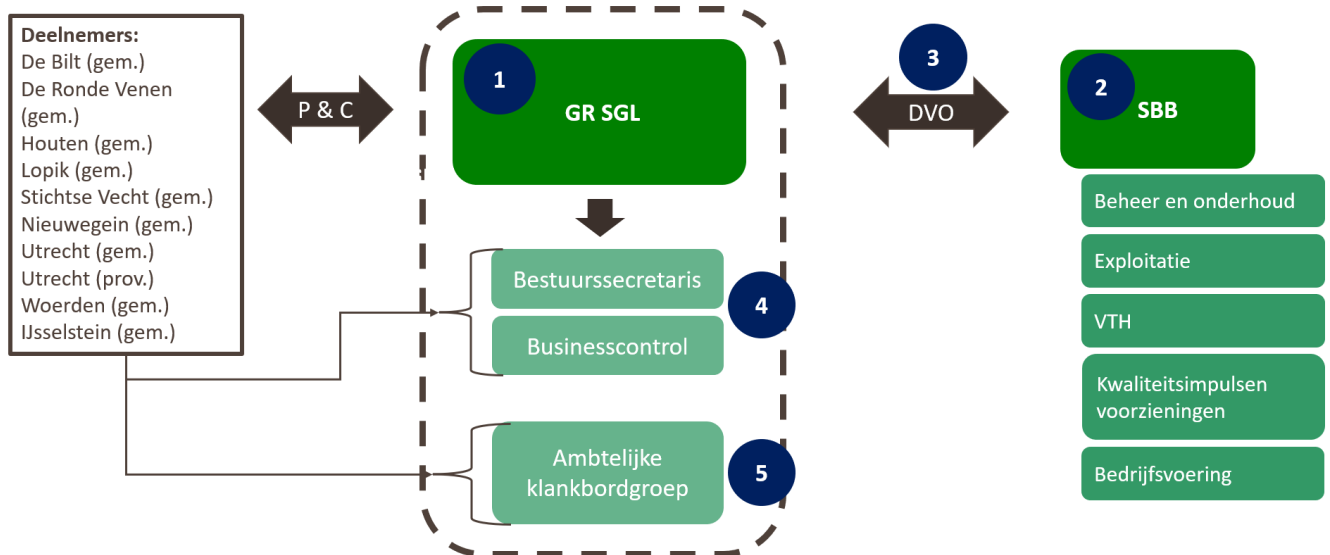 Deelnemers:
De Bilt (gem.)
De Ronde Venen
(gem.)
Houten (gem.)
Lopik (gem.)
Stichtse Vecht (gem.)
Nieuwegein (gem.)
Utrecht (gem.)
Utrecht (prov.)
Woerden (gem.)
IJsselstein (gem.)
P & C
1
GR SGL
Bestuurssecretaris
Businesscontrol
4
Ambtelijke
klankbordgroep
5
3
DVO
2
SBB
Beheer en onderhoud
Exploitatie
VTH
Kwaliteitsimpulsen
voorzieningen
Bedrijfsvoering